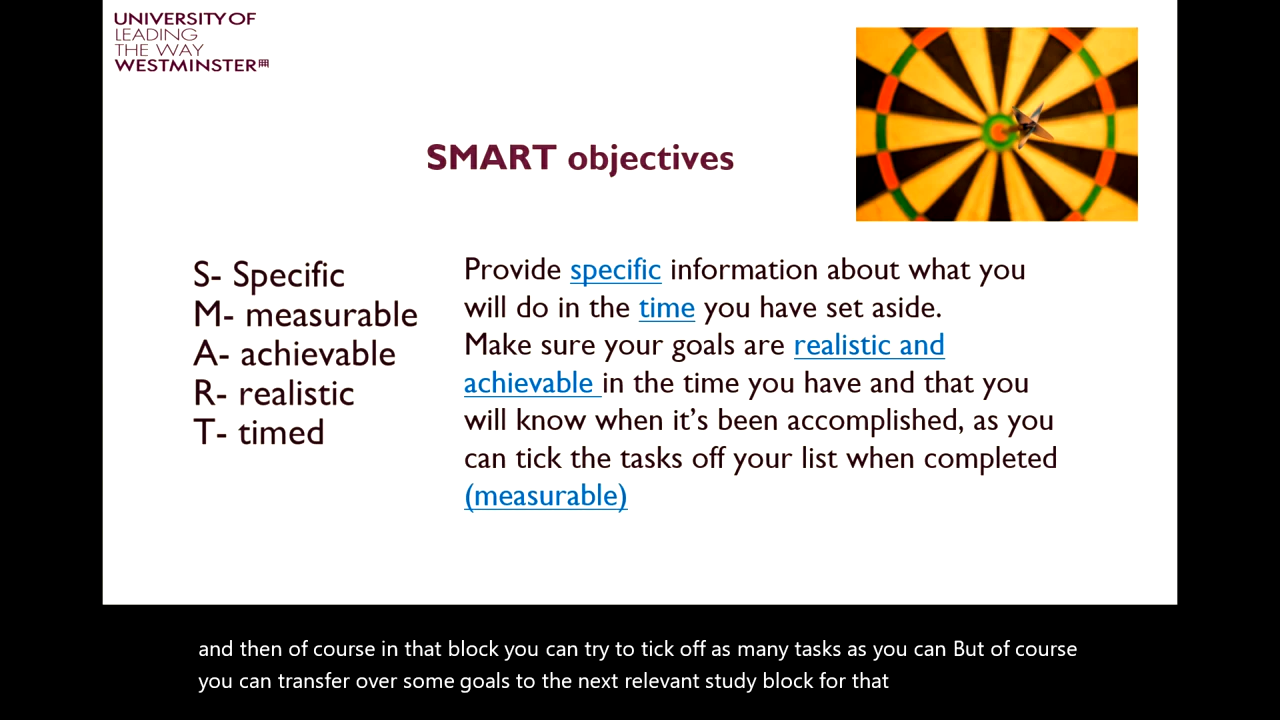 UNIVERSITY OF
LEADING
THE WAY
WESTMINSTER
SMART objectives
S- Specific
M- measurable
A- achievable
R- realistic
T- timed
Provide specific information about what you
will do in the time you have set aside.
Make sure your goals are realistic and
achievable in the time you have and that you
will know when it’s been accomplished, as you
can tick the tasks off your list when completed
(measurable)
and then of course in that block you can try to tick off as many tasks as you can But of course
you can transfer over some goals to the next relevant study block for that